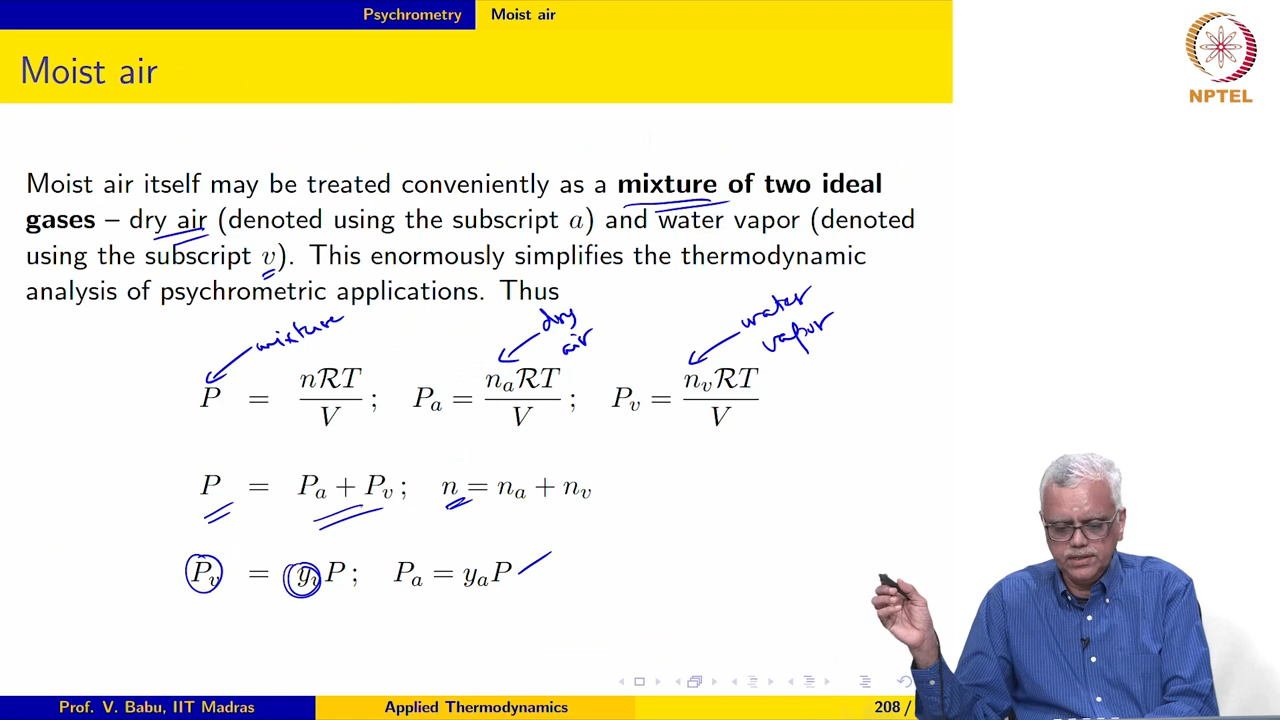 Psychrometry Moist air
Moist air
NPTEL
Moist air itself may be treated conveniently as a mixture of two ideal
gases – dry air (denoted using the subscript a) and water vapor (denoted
using the subscript v). This enormously simplifies the thermodynamic
analysis of psychrometric applications. Thus
mixture
dry
air
water
vapor
P = nRT/V ; P_a = n_aRT/V ; P_v = n_vRT/V
P = P_a + P_v ; n = n_a + n_v
P_v = y_vP ; P_a = y_aP
Prof. V. Babu, IIT Madras Applied Thermodynamics 208 /